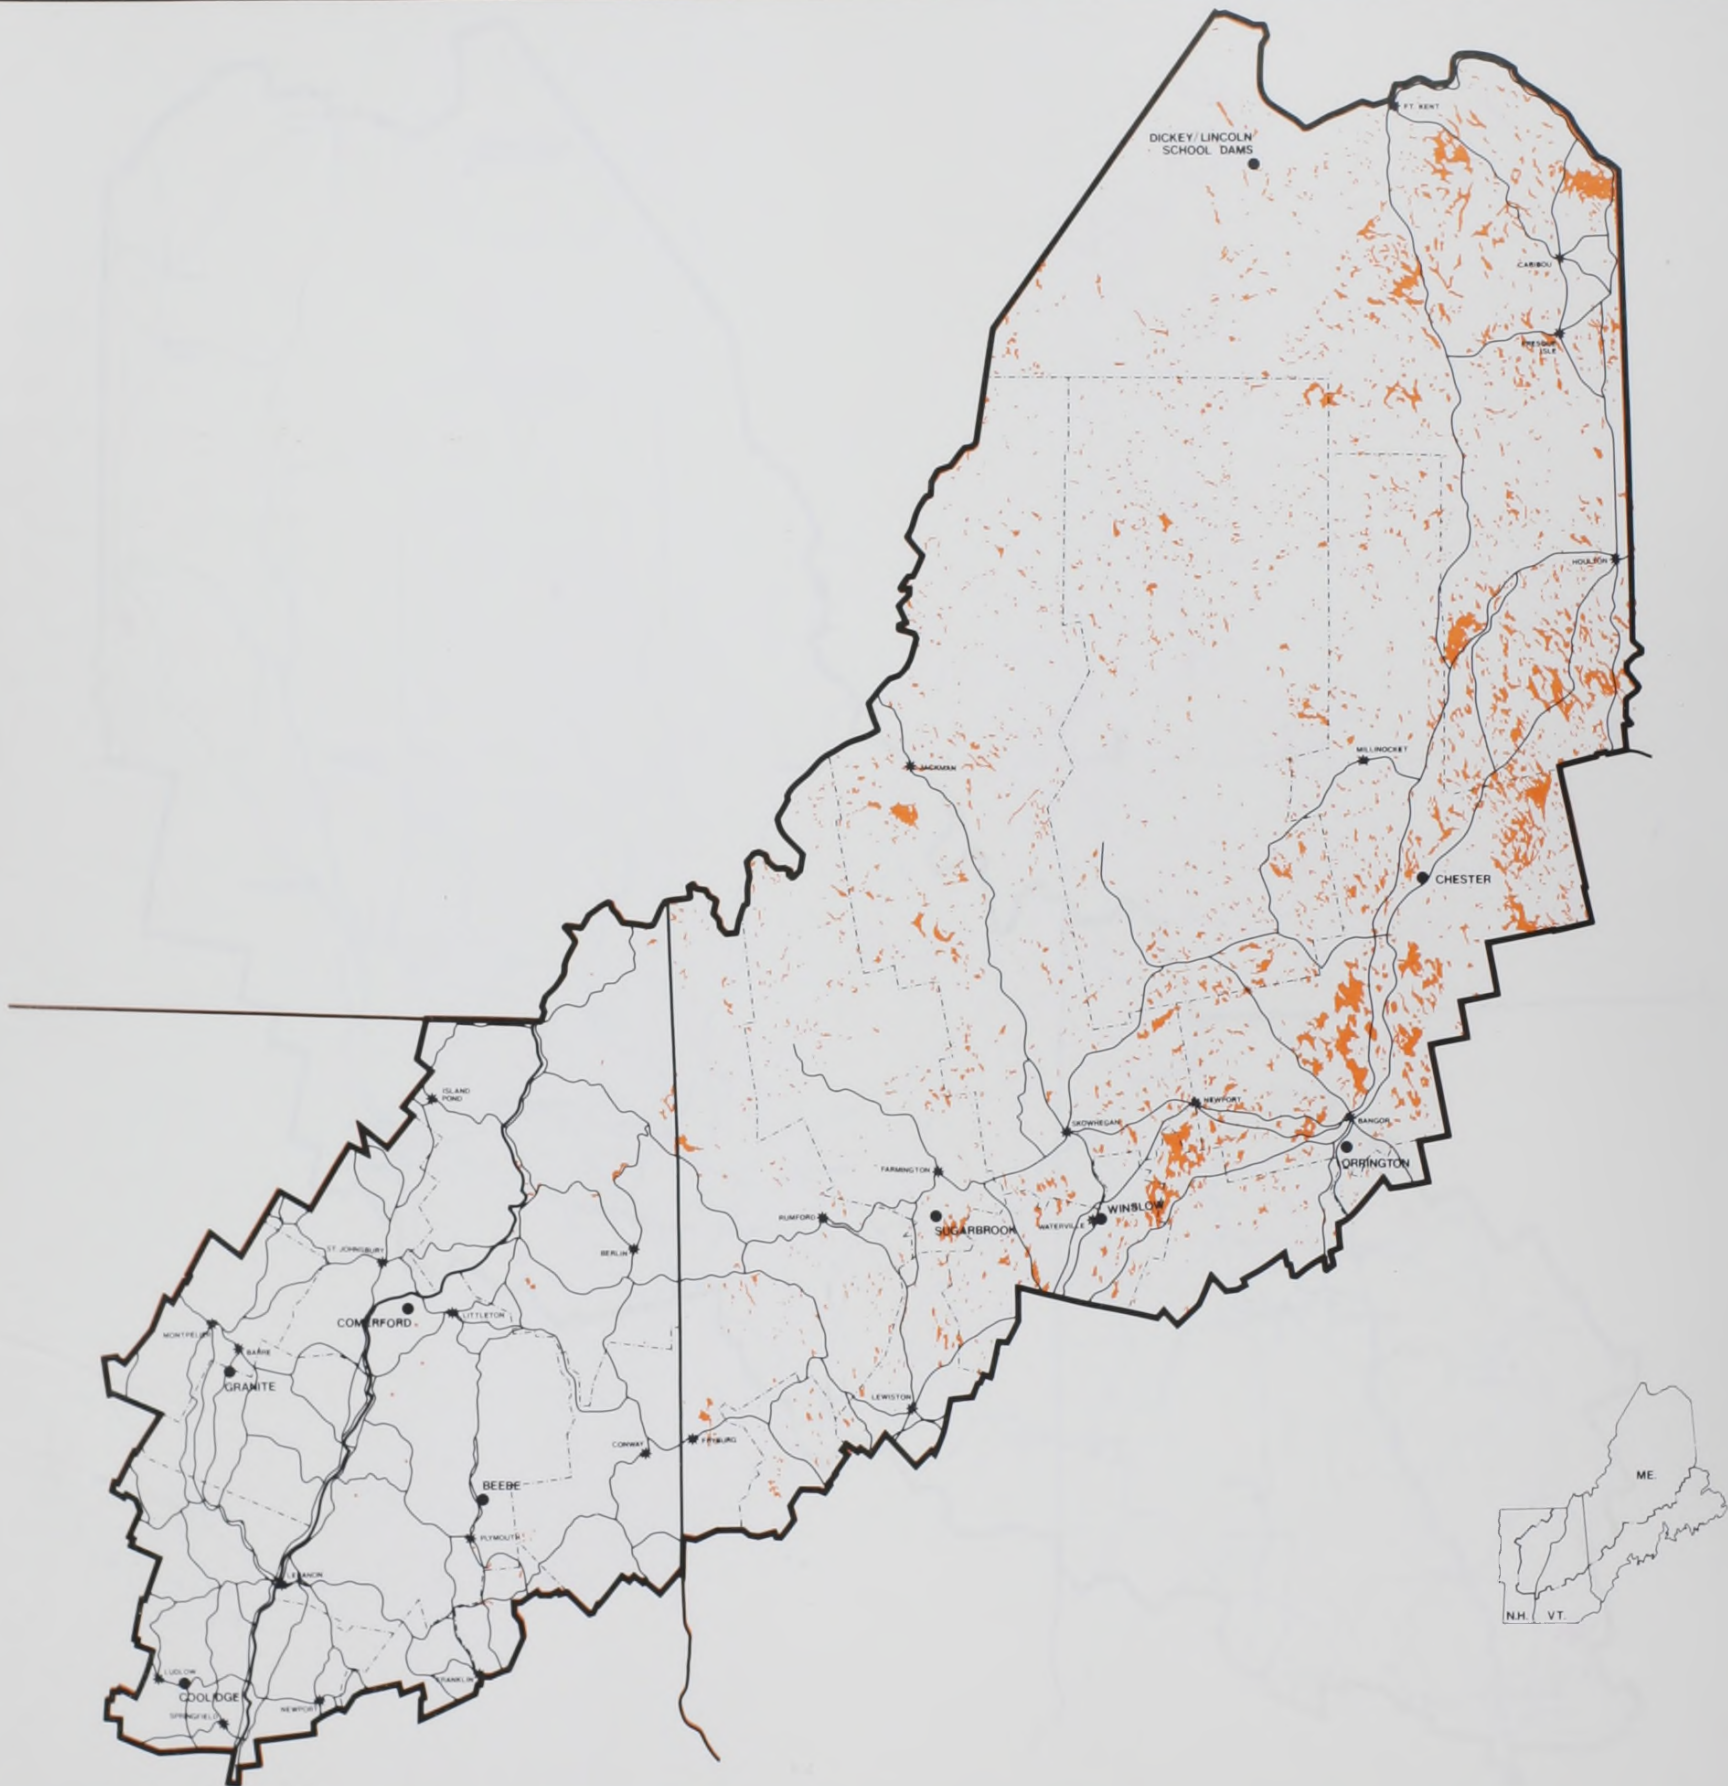 FT. KENT
DICKEY/LINCOLN
SCHOOL DAMS
CARIBOU
PRESQUE
ISLE
HOULTON
MILLINOCKET
JACKMAN
CHESTER
ISLAND
POND
NEWPORT
SKOWHEGAN
BANGOR
ORRINGTON
FARMINGTON
WINSLOW
RUMFORD
SUGARBROOK
WATERVILLE
ST. JOHNSBURY
BERLIN
COMERFORD
LITTLETON
MONTPELIER
BARRE
GRANITE
LEWISTON
CONWAY
FRYBURG
BEEBE
PLYMOUTH
LEBANON
LUDLOW
COOLIDGE
FRANKLIN
NEWPORT
SPRINGFIELD
ME.
N.H.
VT.